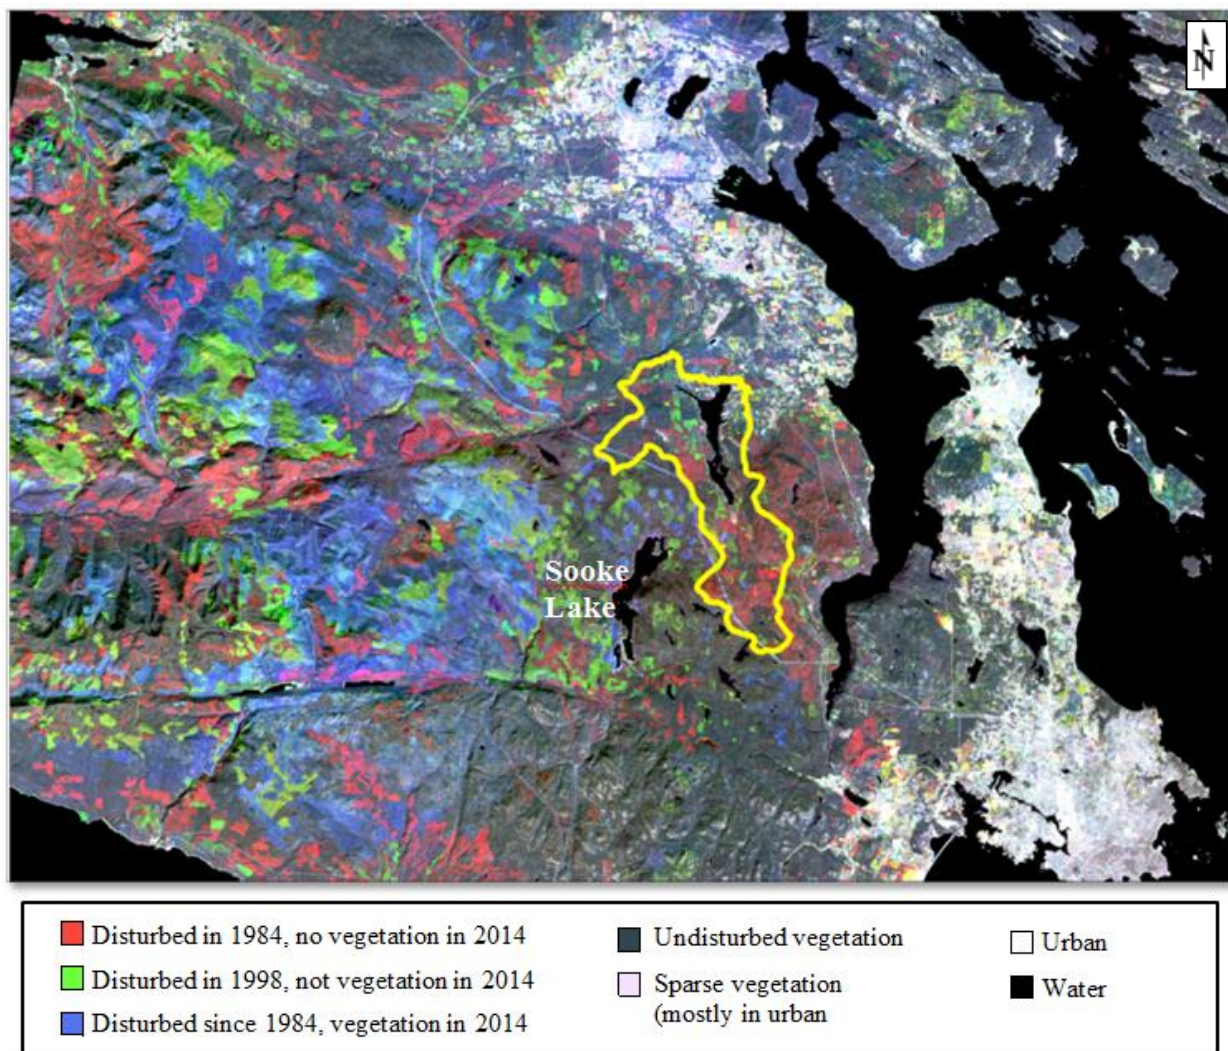 N
Sooke
Lake
Disturbed in 1984, no vegetation in 2014
Disturbed in 1998, not vegetation in 2014
Disturbed since 1984, vegetation in 2014
Undisturbed vegetation
Sparse vegetation
(mostly in urban
Urban
Water